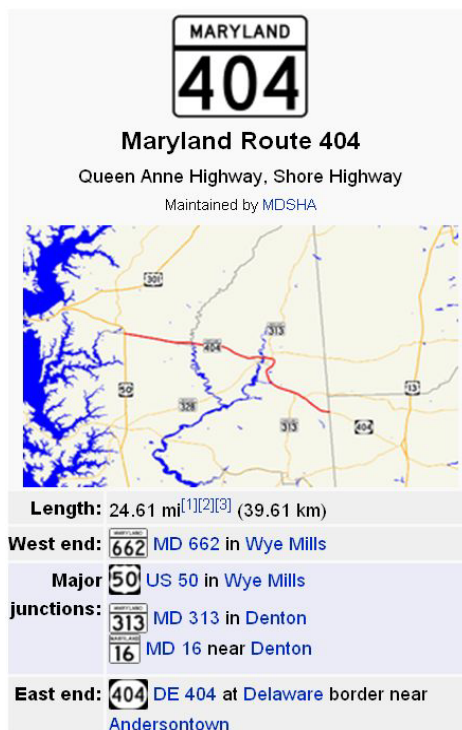 MARYLAND
404
Maryland Route 404
Queen Anne Highway, Shore Highway
Maintained by MDSHA
301
313
404
50
328
13
313
404
Length: 24.61 mi[1][2][3] (39.61 km)
West end: MARYLAND 662 MD 662 in Wye Mills
Major junctions: 50 US 50 in Wye Mills
MARYLAND 313 MD 313 in Denton
MARYLAND 16 MD 16 near Denton
East end: 404 DE 404 at Delaware border near
Andersontown